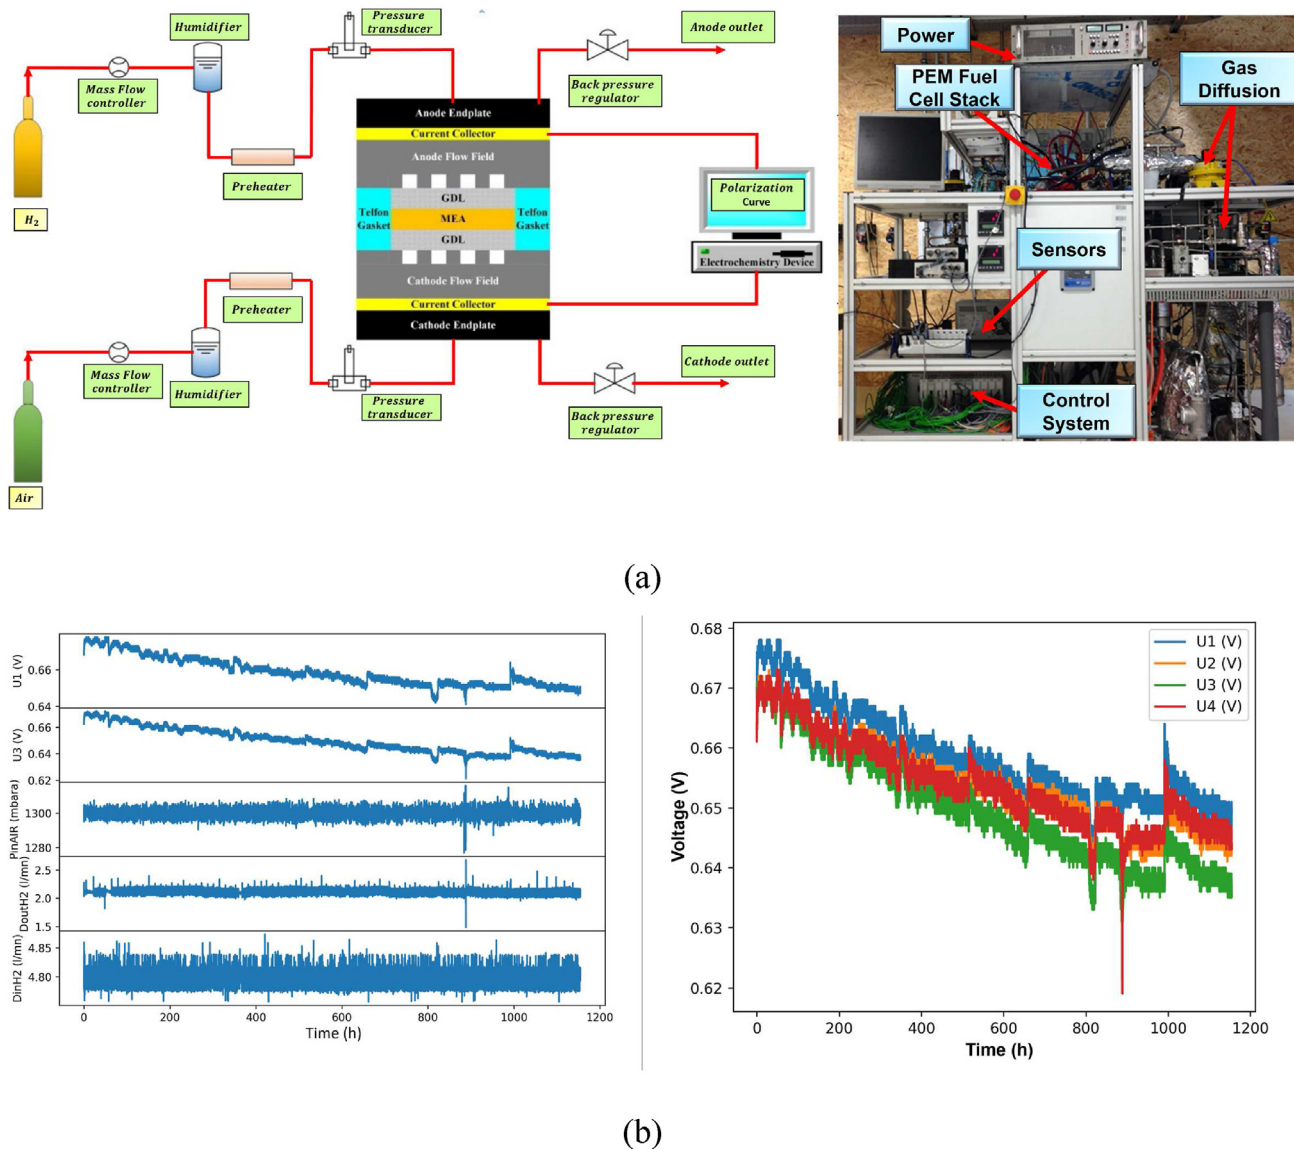 Humidifier
Pressure
transducer
Anode outlet
Mass Flow
controller
Back pressure
regulator
Preheater
H₂
Anode Endplate
Current Collector
Anode Flow Field
GDL
Telfon
Gasket
MEA
Telfon
Gasket
GDL
Cathode Flow Field
Current Collector
Cathode Endplate
Polarization
Curve
Electrochemistry Device
Preheater
Mass Flow
controller
Humidifier
Pressure
transducer
Cathode outlet
Back pressure
regulator
Air
Power
PEM Fuel
Cell Stack
Gas
Diffusion
Sensors
Control
System
(a)
U1 (V)
0.66
0.64
U3 (V)
0.66
0.64
0.62
PinAIR (mbara)
1300
1280
DoutH2 (l/mn)
2.5
2.0
1.5
DinH2 (l/mn)
4.85
4.80
0 200 400 600 800 1000 1200
Time (h)
Voltage (V)
0.68
0.67
0.66
0.65
0.64
0.63
0.62
U1 (V)
U2 (V)
U3 (V)
U4 (V)
0 200 400 600 800 1000 1200
Time (h)
(b)